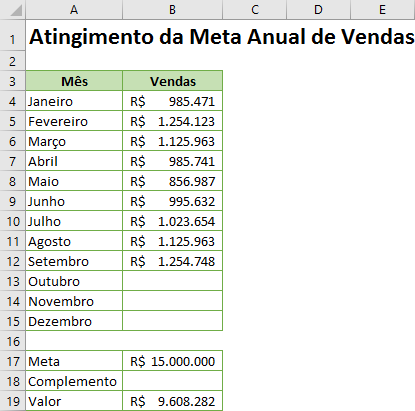 A B C D E
1 Atingimento da Meta Anual de Vendas
2
3 Mês Vendas
4 Janeiro R$ 985.471
5 Fevereiro R$ 1.254.123
6 Março R$ 1.125.963
7 Abril R$ 985.741
8 Maio R$ 856.987
9 Junho R$ 995.632
10 Julho R$ 1.023.654
11 Agosto R$ 1.125.963
12 Setembro R$ 1.254.748
13 Outubro
14 Novembro
15 Dezembro
16
17 Meta R$ 15.000.000
18 Complemento
19 Valor R$ 9.608.282